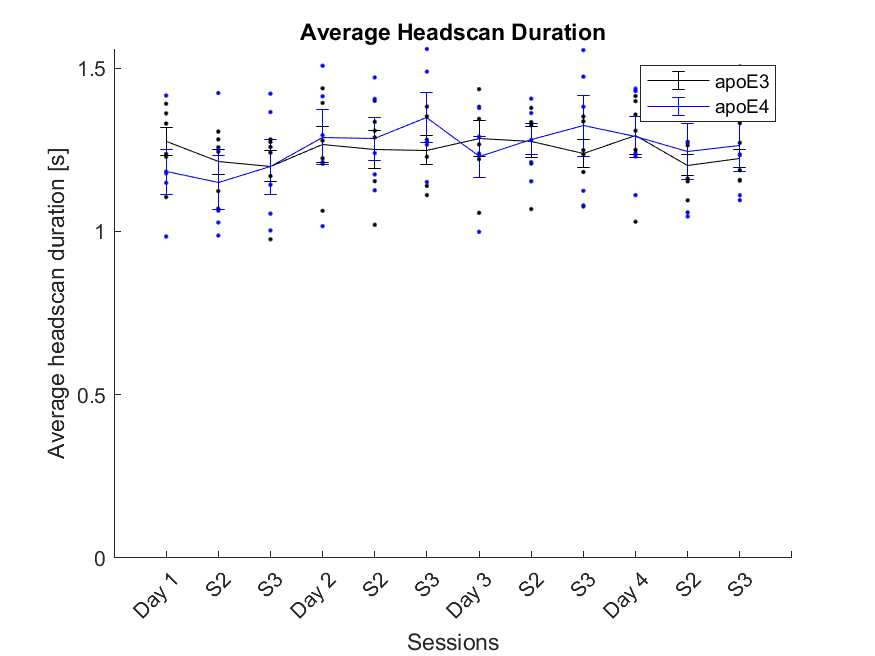 Average Headscan Duration
1.5
1
0.5
0
Average headscan duration [s]
apoE3
apoE4
Day 1
S2
S3
Day 2
S2
S3
Day 3
S2
S3
Day 4
S2
S3
Sessions